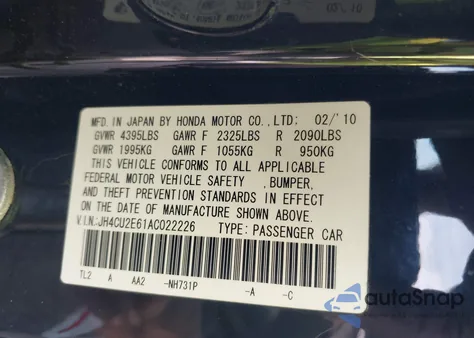 MFD. IN JAPAN BY HONDA MOTOR CO.,LTD: 02/'10
GVWR 4395LBS GAWR F 2325LBS R 2090LBS
GVWR 1995KG GAWR F 1055KG R 950KG
THIS VEHICLE CONFORMS TO ALL APPLICABLE
FEDERAL MOTOR VEHICLE SAFETY , BUMPER,
AND THEFT PREVENTION STANDARDS IN EFFECT
ON THE DATE OF MANUFACTURE SHOWN ABOVE.
V.I.N.:JH4CU2E61AC022226 TYPE: PASSENGER CAR
TL2 A AA2 -NH731P -A -C
autoSnap